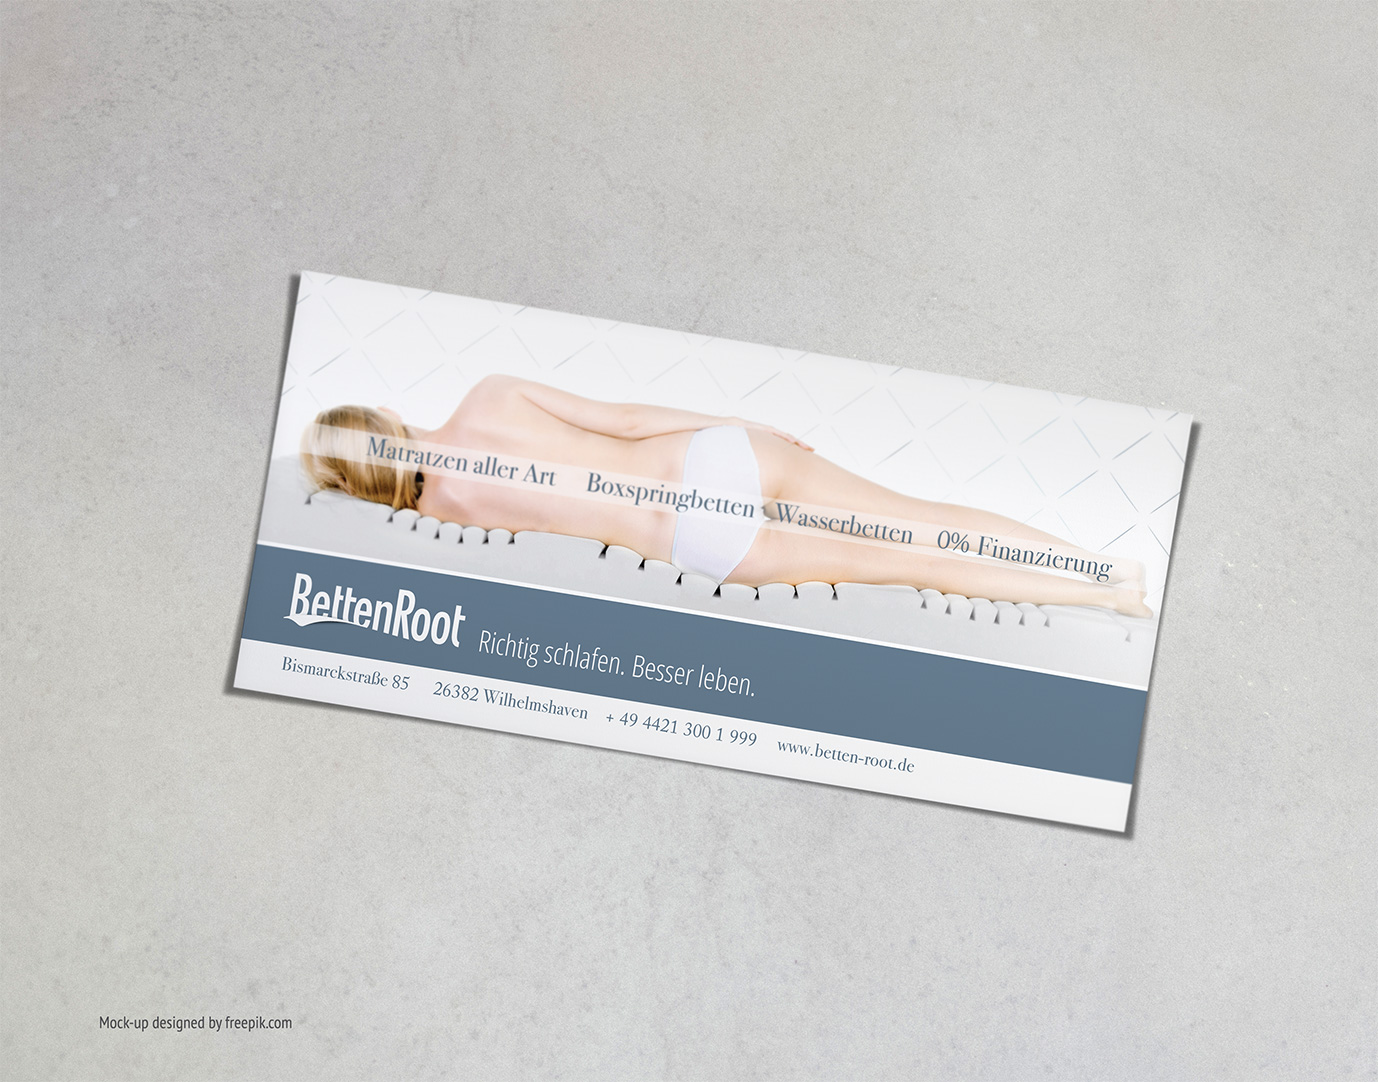 Matratzen aller Art Boxspringbetten Wasserbetten 0% Finanzierung
BettenRoot Richtig schlafen. Besser leben.
Bismarckstraße 85 26382 Wilhelmshaven + 49 4421 300 1 999 www.betten-root.de
Mock-up designed by freepik.com